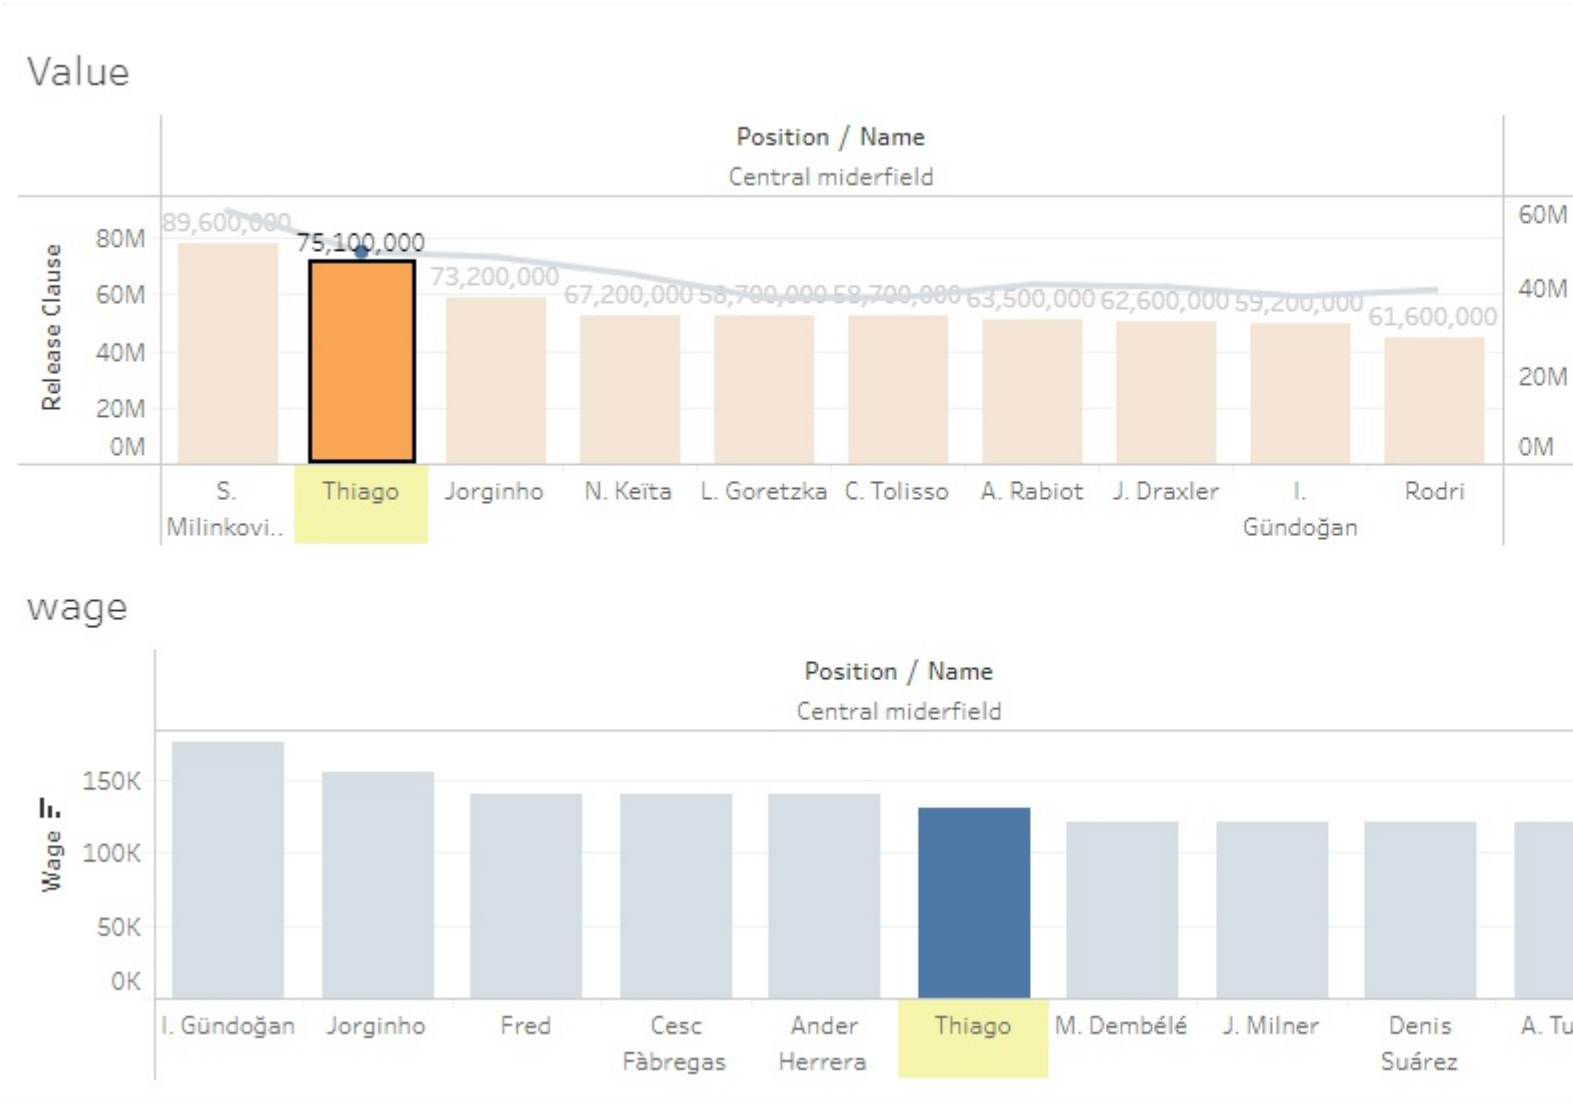 Value
Position / Name
Central miderfield
Release Clause
80M
60M
40M
20M
0M
89,600,000
75,100,000
73,200,000
67,200,000
58,700,000
58,700,000
63,500,000
62,600,000
59,200,000
61,600,000
60M
40M
20M
0M
S.
Milinkovi..
Thiago
Jorginho
N. Keïta
L. Goretzka
C. Tolisso
A. Rabiot
J. Draxler
I.
Gündoğan
Rodri
wage
Position / Name
Central miderfield
Wage
150K
100K
50K
0K
I. Gündoğan
Jorginho
Fred
Cesc
Fàbregas
Ander
Herrera
Thiago
M. Dembélé
J. Milner
Denis
Suárez
A. Tu